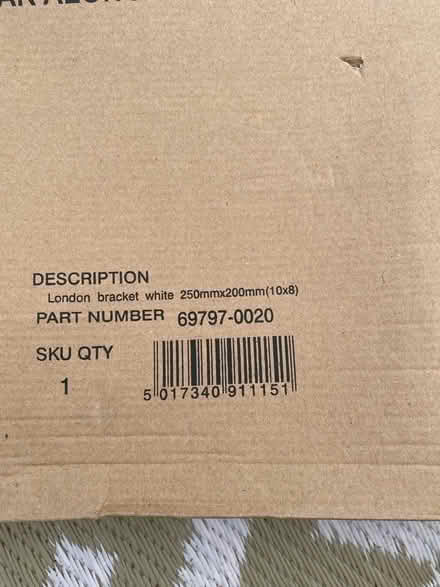 DESCRIPTION
London bracket white 250mmx200mm(10x8)
PART NUMBER 69797-0020
SKU QTY
1
5 017340 911151